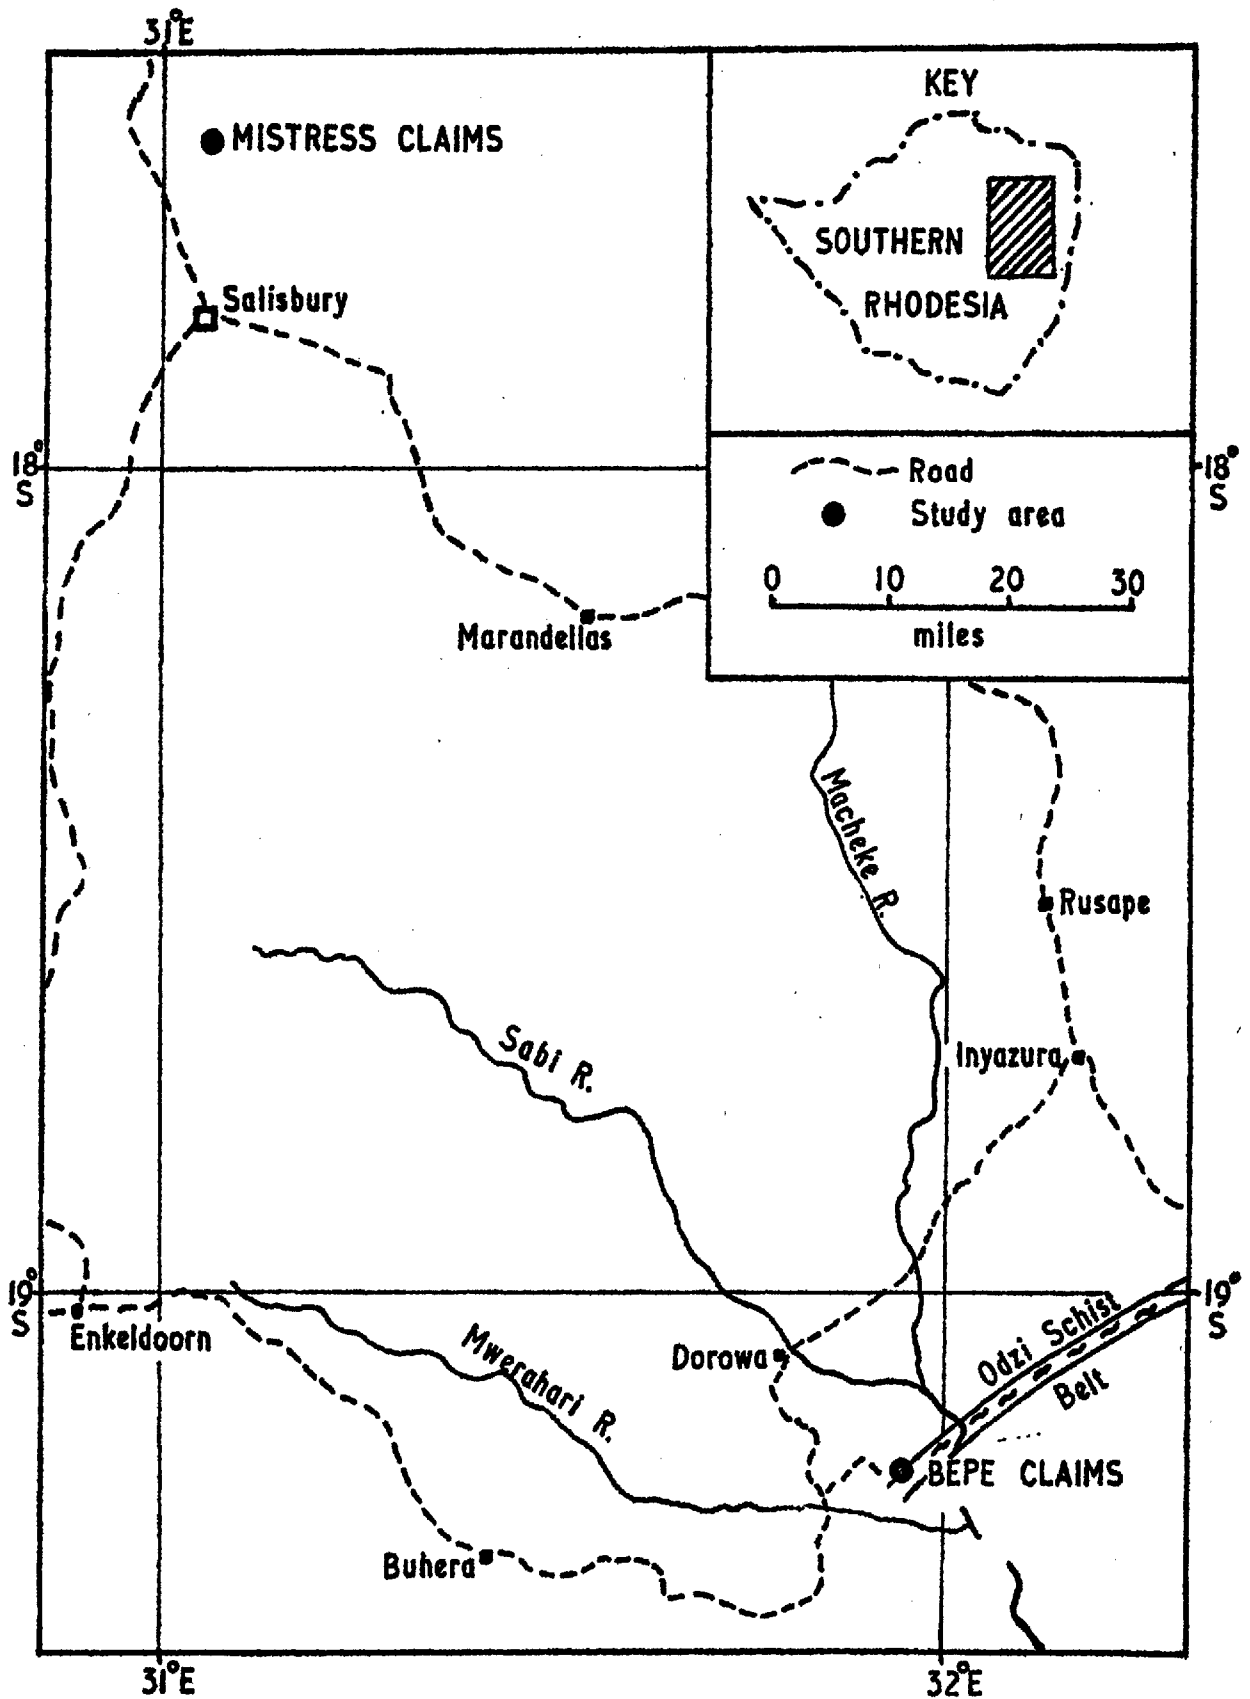 31°E
KEY
MISTRESS CLAIMS
SOUTHERN
RHODESIA
Salisbury
18°
S
18°
S
Road
Study area
0 10 20 30
miles
Marandellas
Macheke R.
Rusape
Sabi R.
Inyazura
19°
S
19°
S
Enkeldoorn
Mwerahari R.
Dorowa
Odzi Schist
Belt
BEPE CLAIMS
Buhera
31°E
32°E